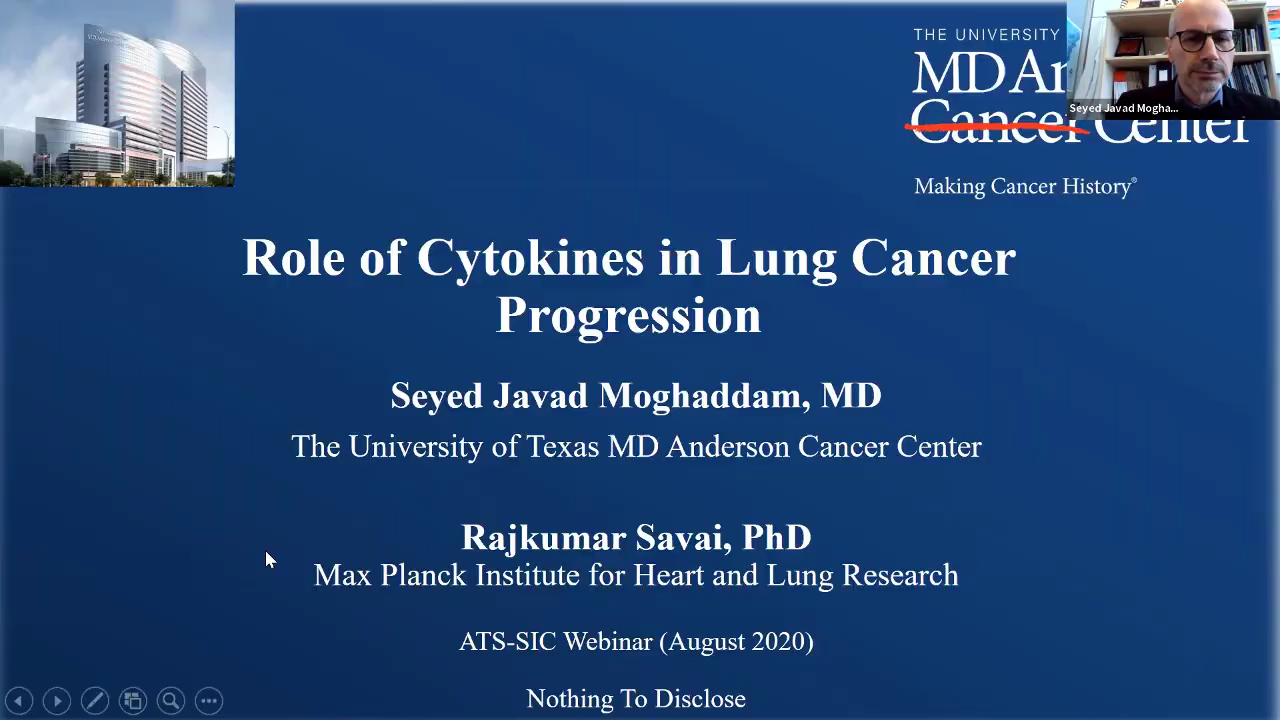 THE UNIVERSITY
MD An
Cancer Center
Making Cancer History®
Seyed Javad Mogha...
Role of Cytokines in Lung Cancer
Progression
Seyed Javad Moghaddam, MD
The University of Texas MD Anderson Cancer Center
Rajkumar Savai, PhD
Max Planck Institute for Heart and Lung Research
ATS-SIC Webinar (August 2020)
Nothing To Disclose